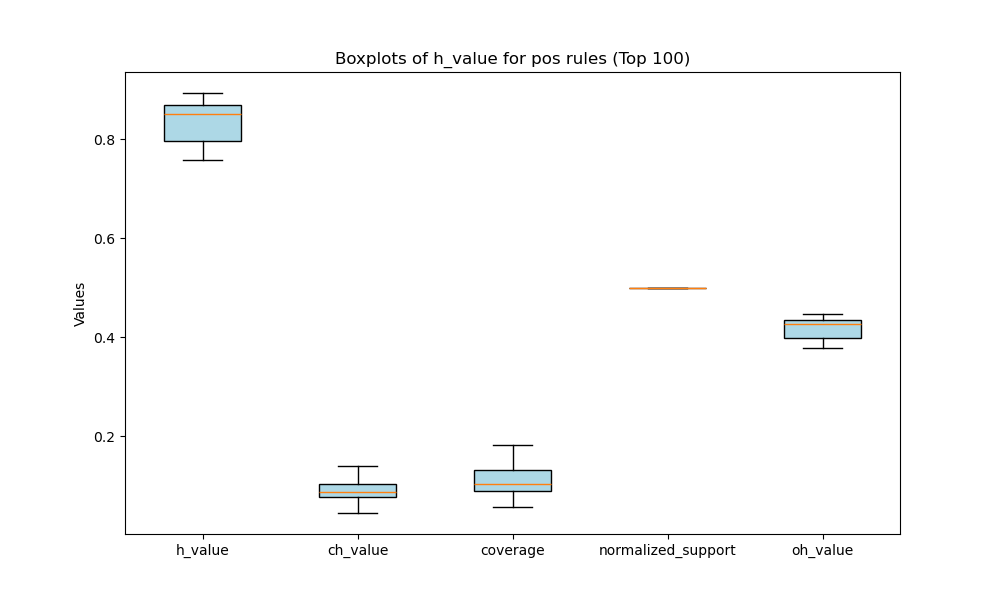 Boxplots of h_value for pos rules (Top 100)
Values
0.8
0.6
0.4
0.2
h_value
ch_value
coverage
normalized_support
oh_value